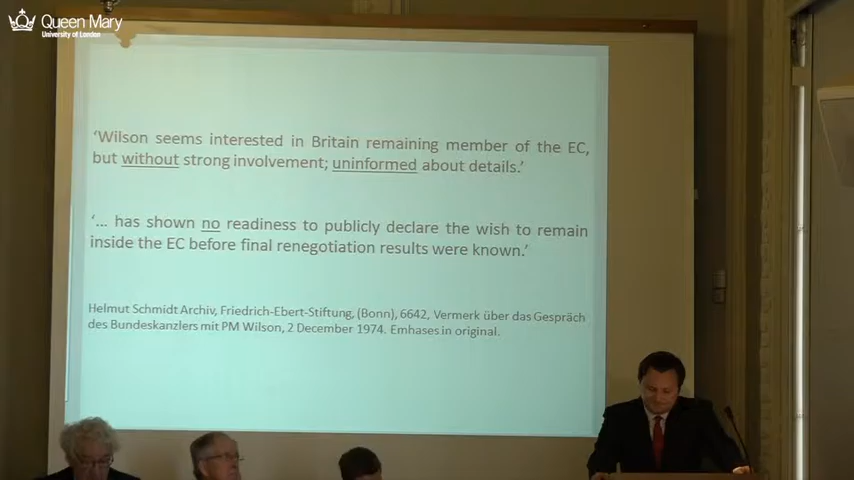 Queen Mary
University of London
‘Wilson seems interested in Britain remaining member of the EC,
but without strong involvement; uninformed about details.’
‘... has shown no readiness to publicly declare the wish to remain
inside the EC before final renegotiation results were known.’
Helmut Schmidt Archiv, Friedrich-Ebert-Stiftung, (Bonn), 6642, Vermerk über das Gespräch
des Bundeskanzlers mit PM Wilson, 2 December 1974. Emhases in original.